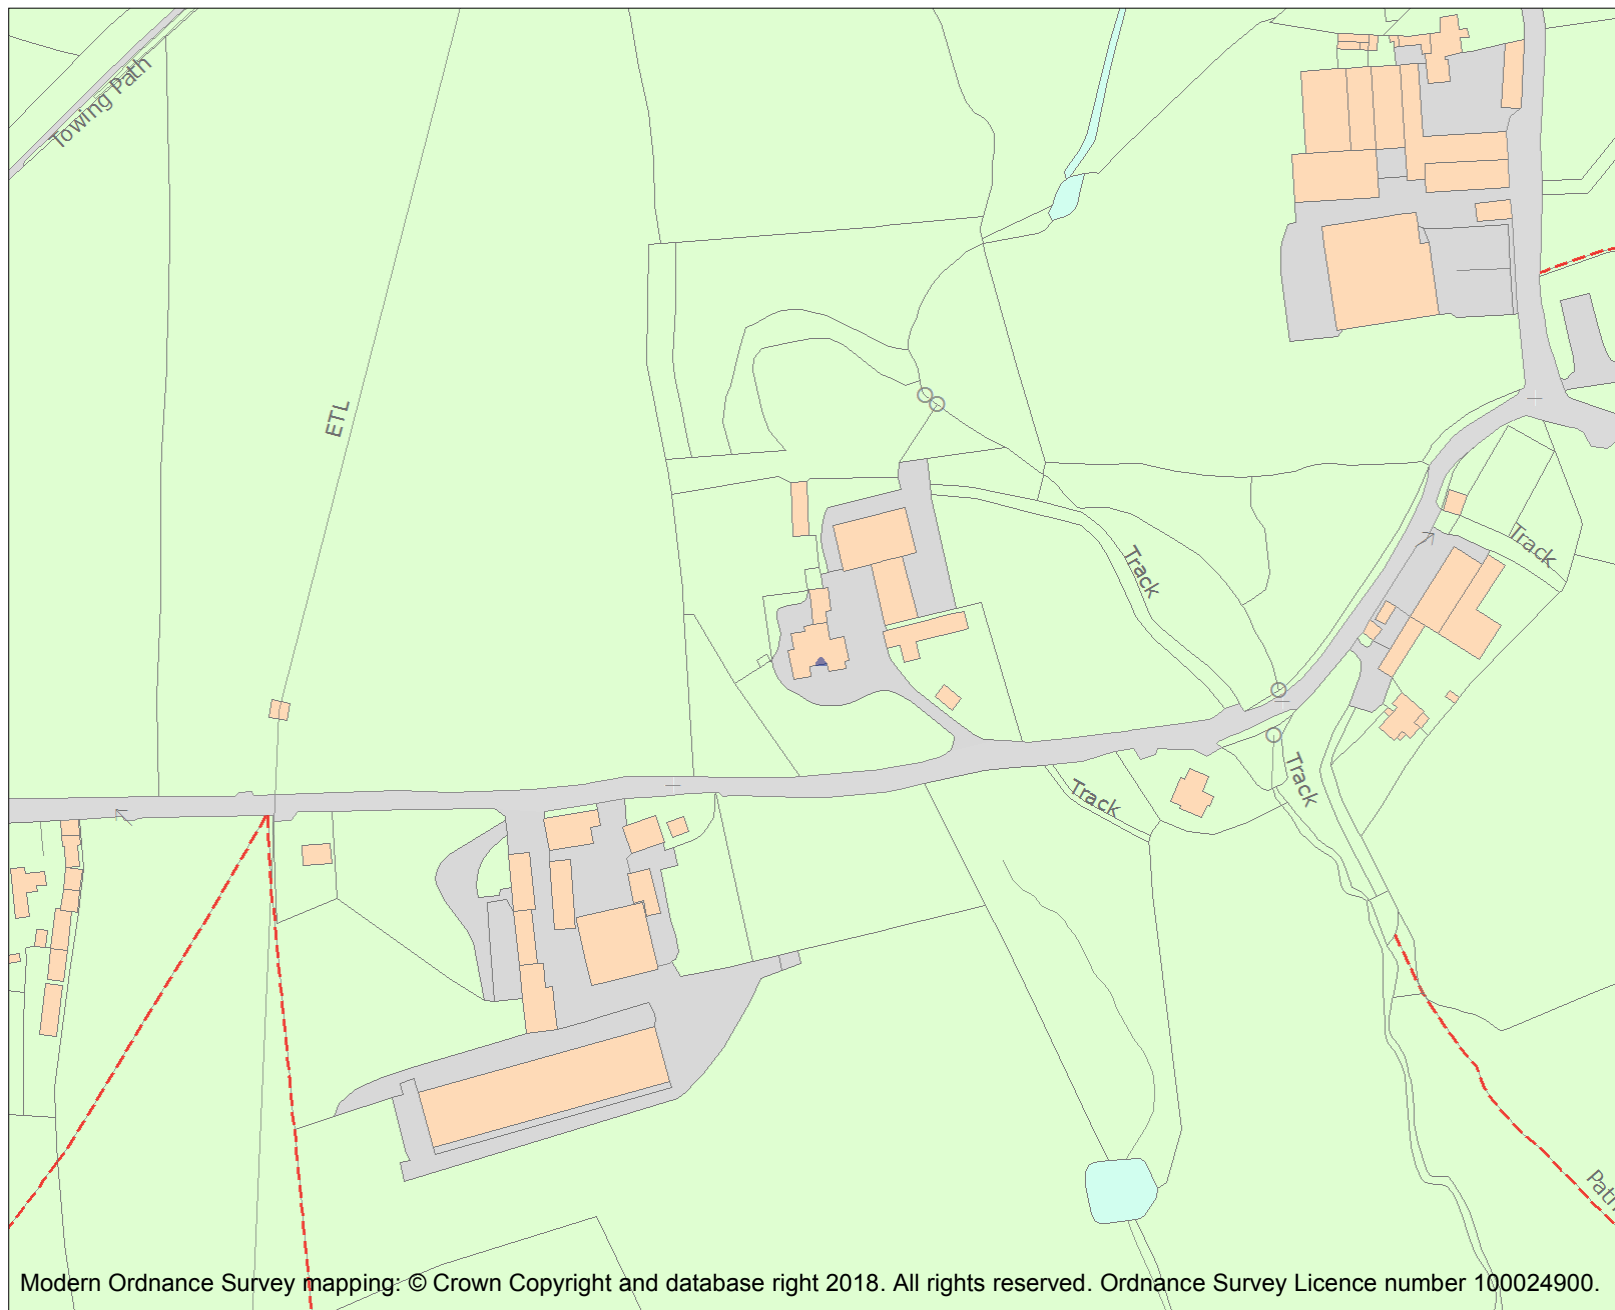 Towing Path
ETL
Track
Track
Track
Track
Path
Modern Ordnance Survey mapping: © Crown Copyright and database right 2018. All rights reserved. Ordnance Survey Licence number 100024900.